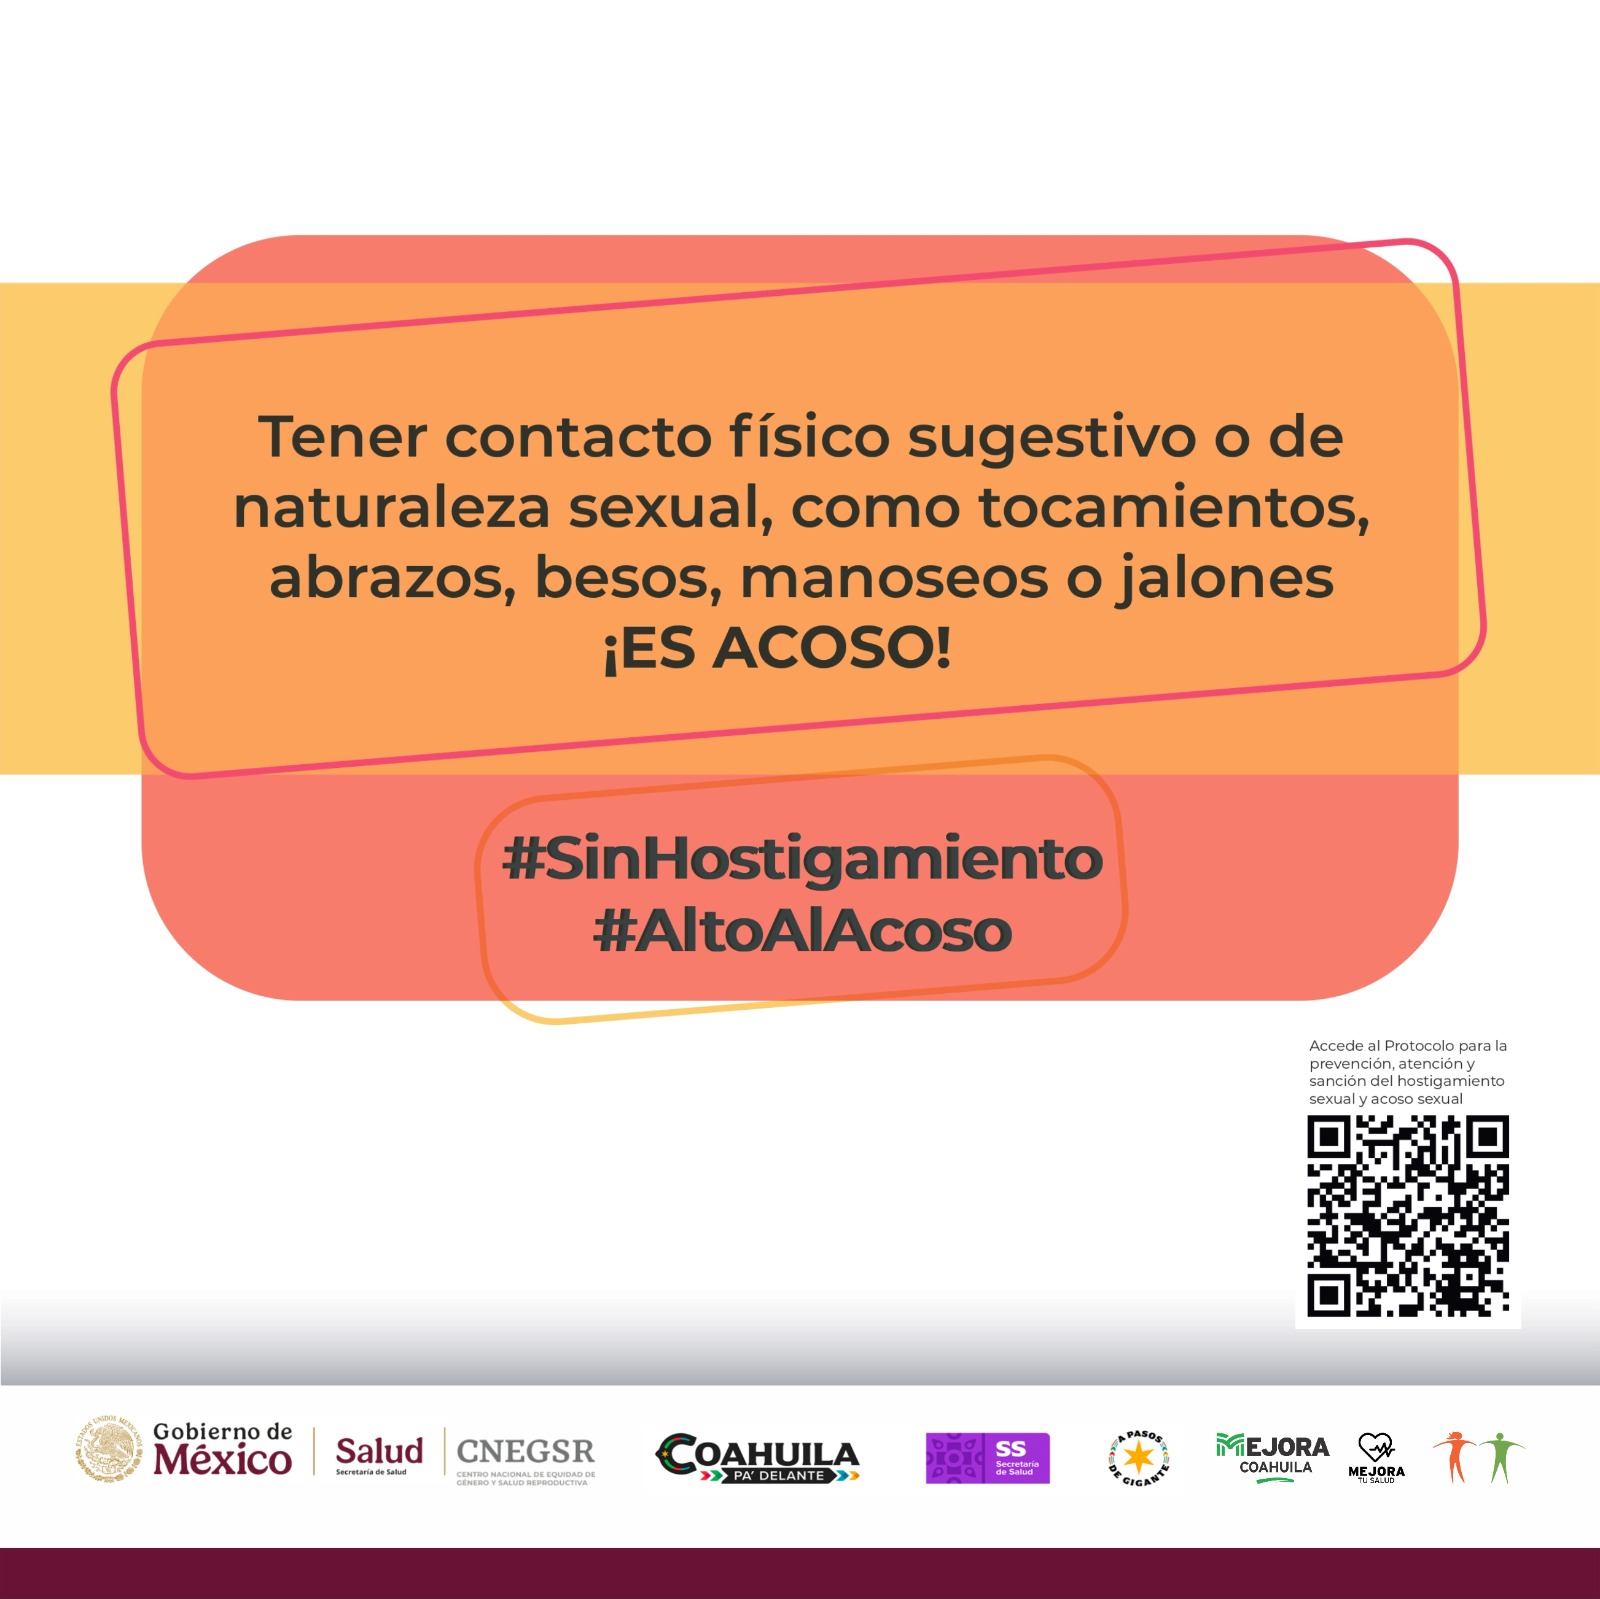 Tener contacto físico sugestivo o de
naturaleza sexual, como tocamientos,
abrazos, besos, manoseos o jalones
¡ES ACOSO!
#SinHostigamiento
#AltoAlAcoso
Accede al Protocolo para la
prevención, atención y
sanción del hostigamiento
sexual y acoso sexual
ESTADOS UNIDOS MEXICANOS
Gobierno de
México
Salud
Secretaría de Salud
CNEGSR
CENTRO NACIONAL DE EQUIDAD DE
GÉNERO Y SALUD REPRODUCTIVA
COAHUILA
PA' DELANTE
SS
Secretaría
de Salud
A PASOS
DE GIGANTE
MEJORA
COAHUILA
MEJORA
TU SALUD